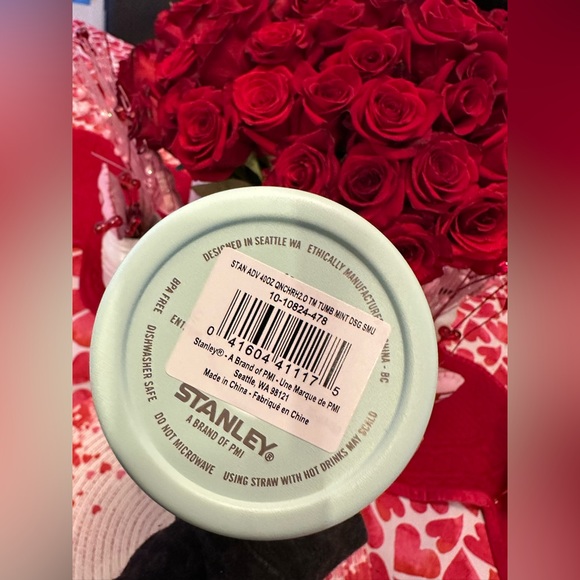 DESIGNED IN SEATTLE WA ETHICALLY MANUFACTURED
- BC
BPA FREE
DISHWASHER SAFE
DO NOT MICROWAVE
USING STRAW WITH HOT DRINKS MAY SCALD
STAN ADV 40OZ QNCHRH2.O TM TUMB MINT DSG SMU
10-10824-478
0 41604 41117 5
Stanley® - A Brand of PMI - Une Marque de PMI
Seattle, WA 98121
Made in China - Fabriqué en Chine
STANLEY®
A BRAND OF PMI